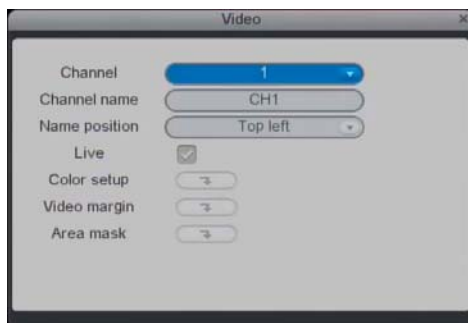 Video
Channel 1
Channel name CH1
Name position Top left
Live
Color setup
Video margin
Area mask